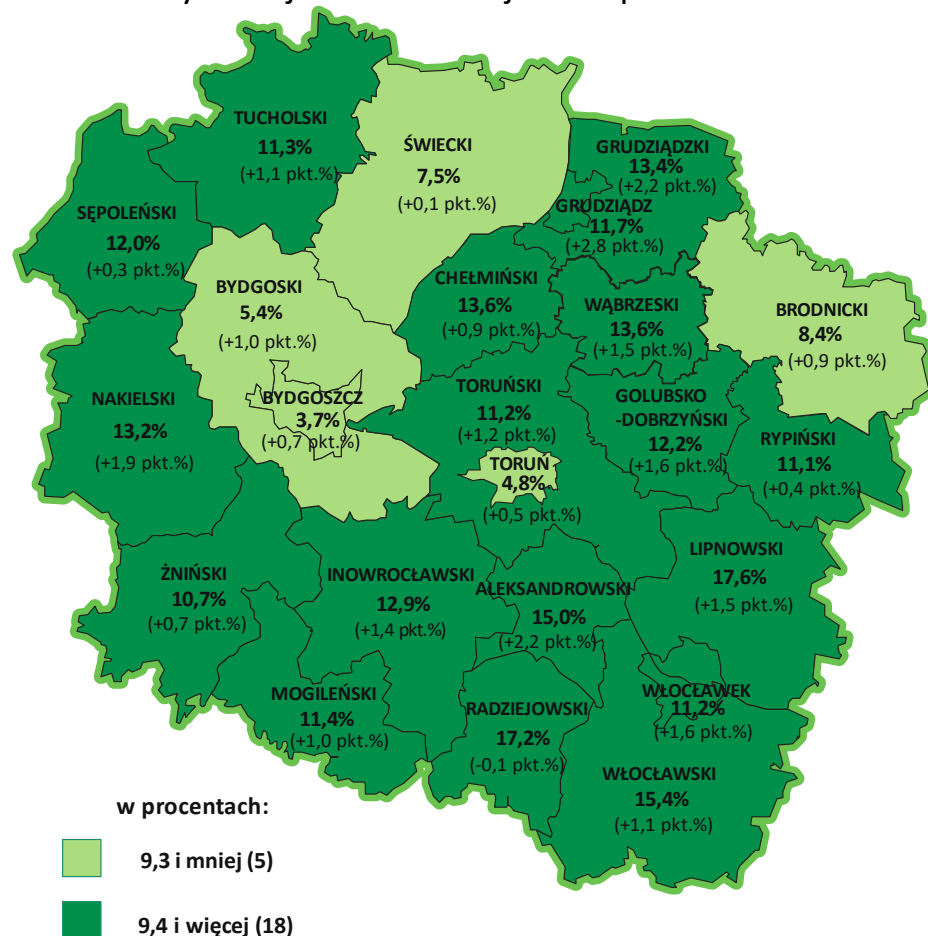 TUCHOLSKI
11,3%
(+1,1 pkt.%)
ŚWIECKI
7,5%
(+0,1 pkt.%)
GRUDZIĄDZKI
13,4%
(+2,2 pkt.%)
GRUDZIĄDZ
11,7%
(+2,8 pkt.%)
SĘPOLEŃSKI
12,0%
(+0,3 pkt.%)
BYDGOSKI
5,4%
(+1,0 pkt.%)
CHEŁMIŃSKI
13,6%
(+0,9 pkt.%)
WĄBRZESKI
13,6%
(+1,5 pkt.%)
BRODNICKI
8,4%
(+0,9 pkt.%)
NAKIELSKI
13,2%
(+1,9 pkt.%)
BYDGOSZCZ
3,7%
(+0,7 pkt.%)
TORUŃSKI
11,2%
(+1,2 pkt.%)
GOLUBSKO
-DOBRZYŃSKI
12,2%
(+1,6 pkt.%)
RYPIŃSKI
11,1%
(+0,4 pkt.%)
TORUŃ
4,8%
(+0,5 pkt.%)
LIPNOWSKI
17,6%
(+1,5 pkt.%)
ŻNIŃSKI
10,7%
(+0,7 pkt.%)
INOWROCŁAWSKI
12,9%
(+1,4 pkt.%)
ALEKSANDROWSKI
15,0%
(+2,2 pkt.%)
MOGILEŃSKI
11,4%
(+1,0 pkt.%)
RADZIEJOWSKI
17,2%
(-0,1 pkt.%)
WŁOCŁAWEK
11,2%
(+1,6 pkt.%)
WŁOCŁAWSKI
15,4%
(+1,1 pkt.%)
w procentach:
9,3 i mniej (5)
9,4 i więcej (18)